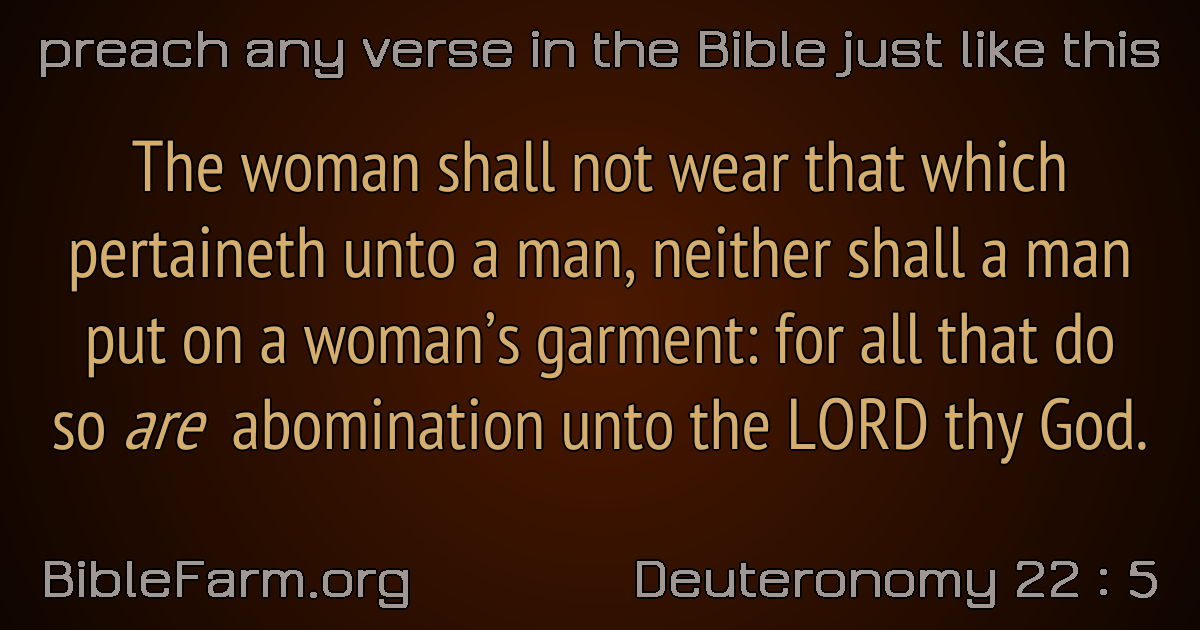 preach any verse in the Bible just like this
The woman shall not wear that which
pertaineth unto a man, neither shall a man
put on a woman’s garment: for all that do
so are abomination unto the LORD thy God.
BibleFarm.org
Deuteronomy 22 : 5